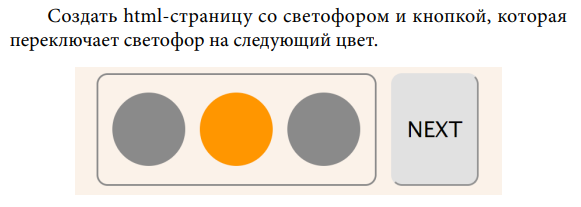 Создать html-страницу со светофором и кнопкой, которая
переключает светофор на следующий цвет.
NEXT